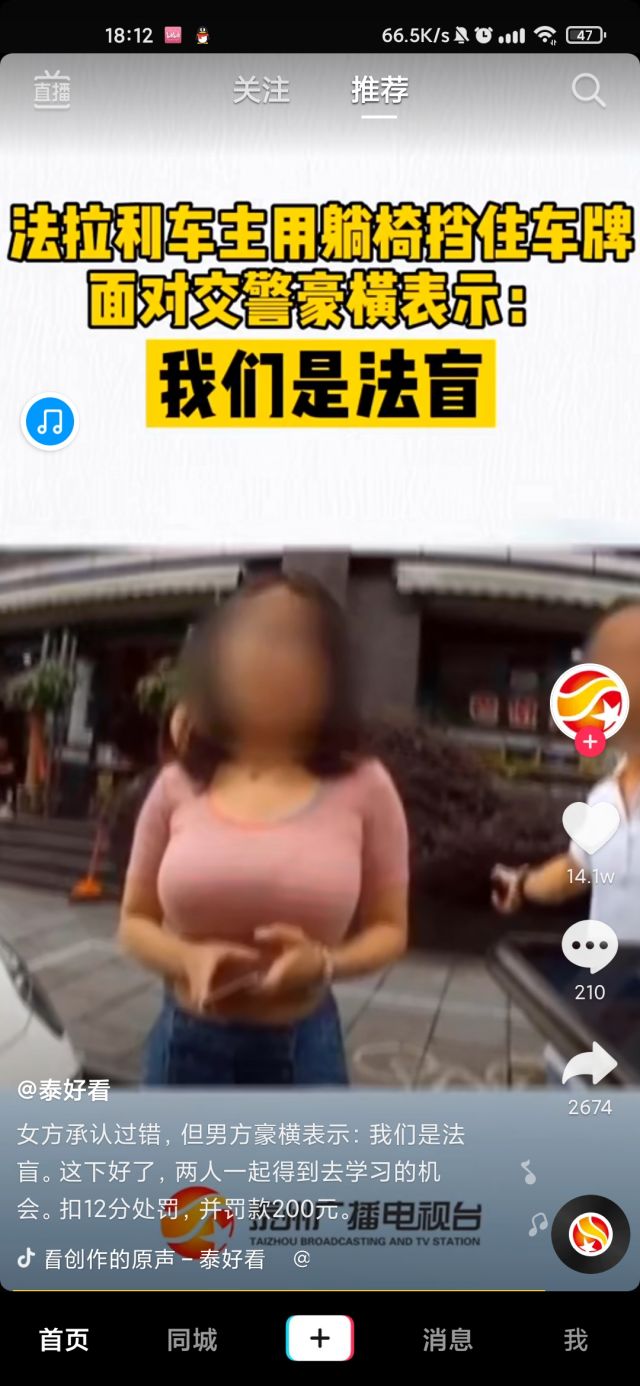 18:12
66.5K/s
47
直播
关注
推荐
法拉利车主用躺椅挡住车牌
面对交警豪横表示：
我们是法盲
14.1w
210
2674
@泰好看
女方承认过错，但男方豪横表示：我们是法
盲。这下好了，两人一起得到去学习的机
会。扣12分处罚，并罚款200元。
广播电视台
TAIZHOU BROADCASTING AND TV STATION
看创作的原声 - 泰好看
@
首页
同城
消息
我